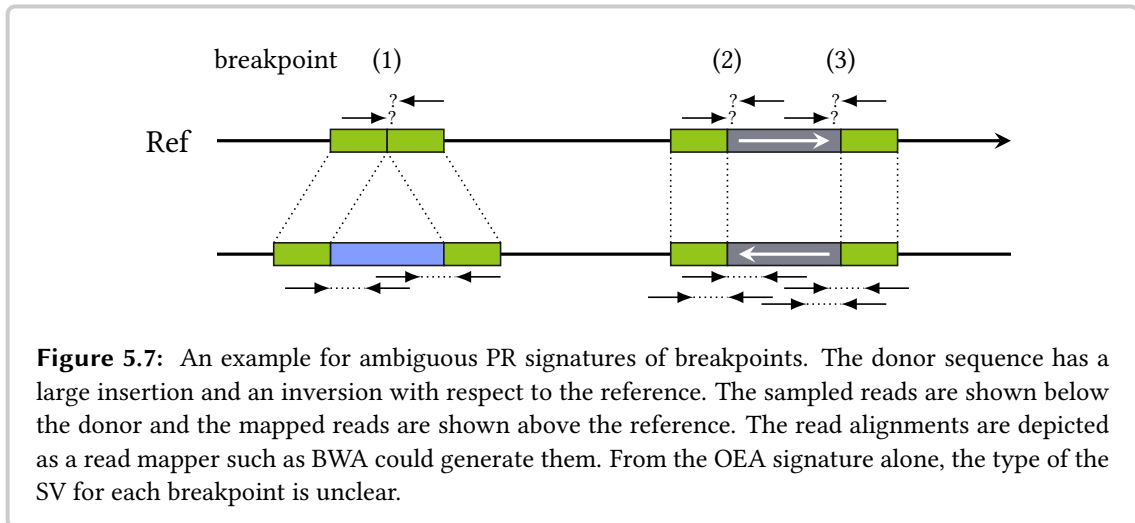 breakpoint (1) (2) (3)
? ? ?
? ? ?
Ref
Figure 5.7: An example for ambiguous PR signatures of breakpoints. The donor sequence has a
large insertion and an inversion with respect to the reference. The sampled reads are shown below
the donor and the mapped reads are shown above the reference. The read alignments are depicted
as a read mapper such as BWA could generate them. From the OEA signature alone, the type of the
SV for each breakpoint is unclear.